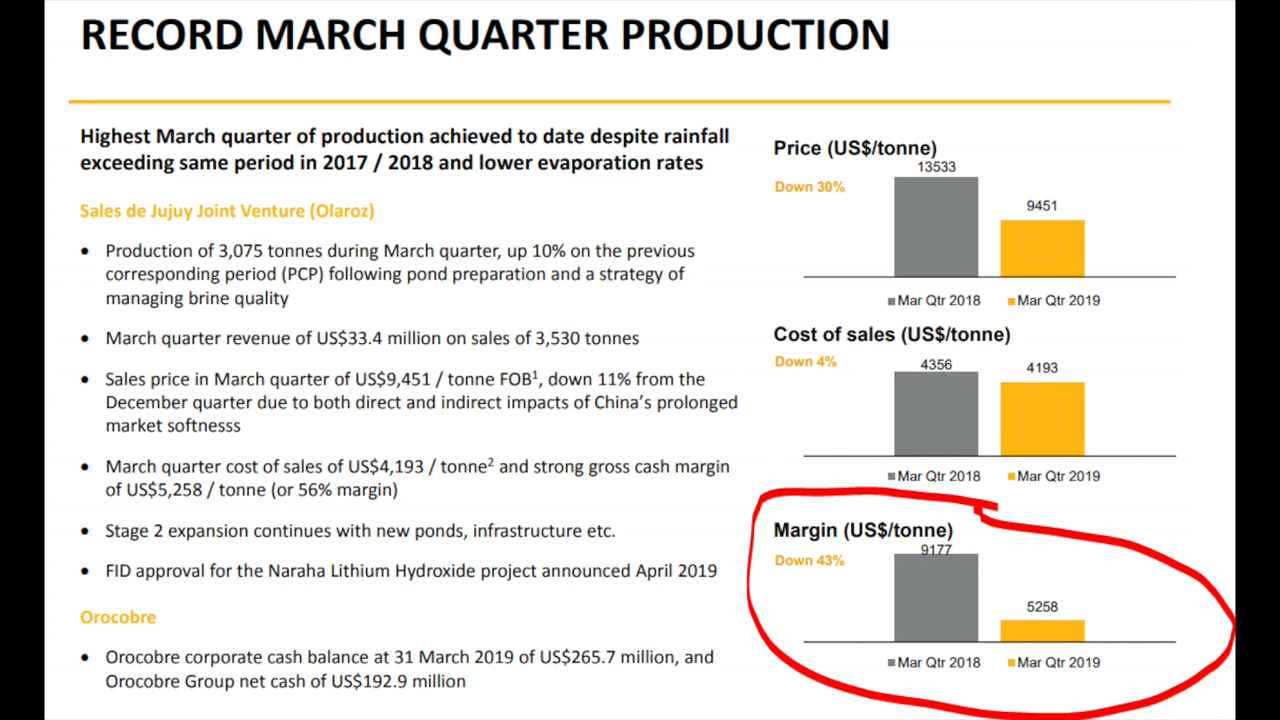 RECORD MARCH QUARTER PRODUCTION
Highest March quarter of production achieved to date despite rainfall
exceeding same period in 2017 / 2018 and lower evaporation rates
Sales de Jujuy Joint Venture (Olaroz)
• Production of 3,075 tonnes during March quarter, up 10% on the previous
corresponding period (PCP) following pond preparation and a strategy of
managing brine quality
• March quarter revenue of US$33.4 million on sales of 3,530 tonnes
• Sales price in March quarter of US$9,451 / tonne FOB¹, down 11% from the
December quarter due to both direct and indirect impacts of China's prolonged
market softnesss
• March quarter cost of sales of US$4,193 / tonne² and strong gross cash margin
of US$5,258 / tonne (or 56% margin)
• Stage 2 expansion continues with new ponds, infrastructure etc.
• FID approval for the Naraha Lithium Hydroxide project announced April 2019
Orocobre
• Orocobre corporate cash balance at 31 March 2019 of US$265.7 million, and
Orocobre Group net cash of US$192.9 million
Price (US$/tonne)
13533
Down 30%
9451
Mar Qtr 2018 Mar Qtr 2019
Cost of sales (US$/tonne)
Down 4%
4356
4193
Mar Qtr 2018 Mar Qtr 2019
Margin (US$/tonne)
9177
Down 43%
5258
Mar Qtr 2018 Mar Qtr 2019